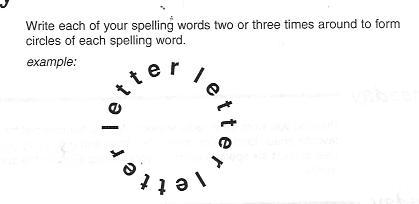 Write each of your spelling words two or three times around to form
circles of each spelling word.
example:
letter letter letter